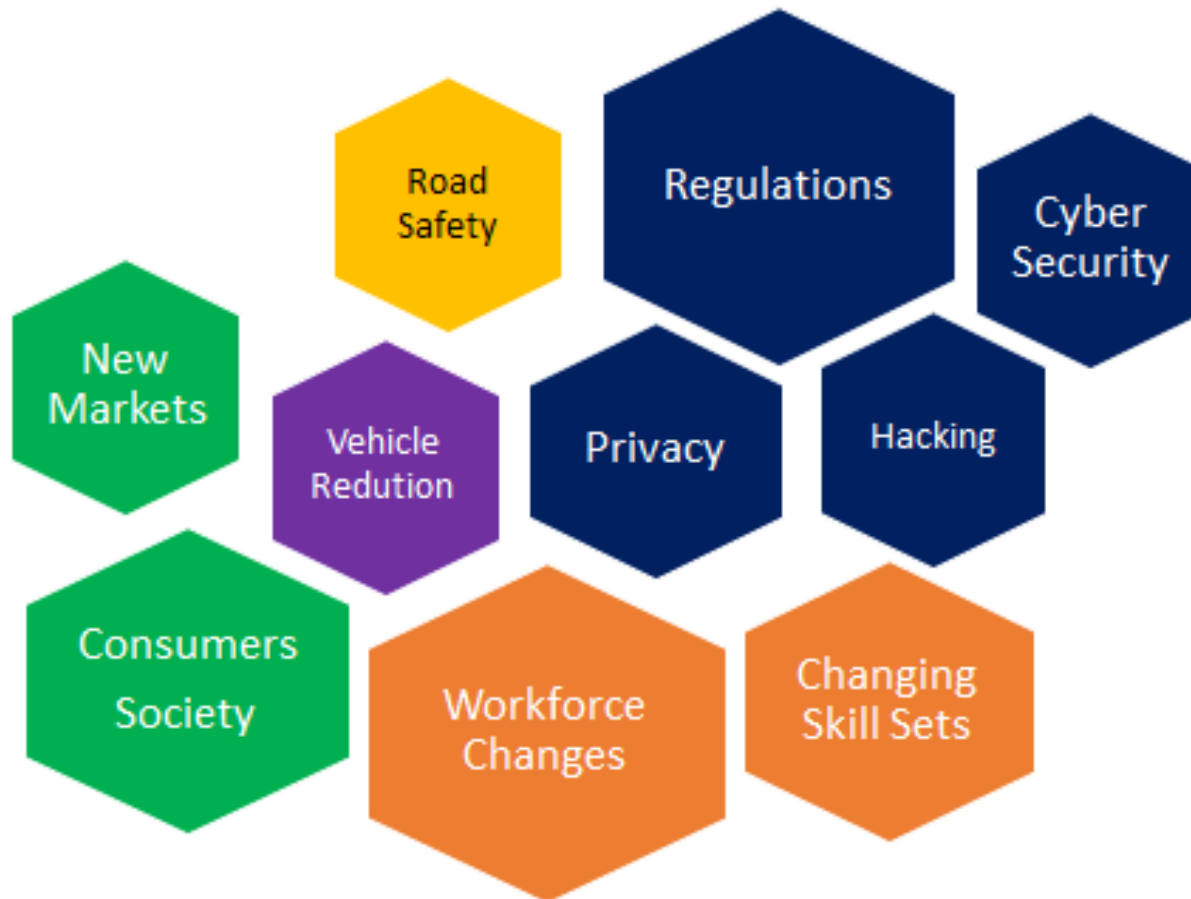 Road
Safety
Regulations
Cyber
Security
New
Markets
Vehicle
Redution
Privacy
Hacking
Consumers
Society
Workforce
Changes
Changing
Skill Sets